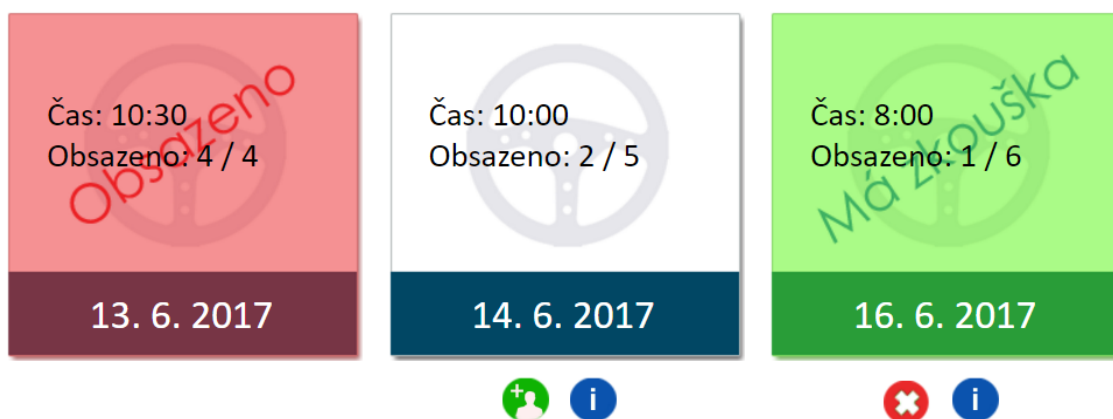 Čas: 10:30
Obsazeno: 4 / 4
Obsazeno
13. 6. 2017
Čas: 10:00
Obsazeno: 2 / 5
14. 6. 2017
Čas: 8:00
Obsazeno: 1 / 6
Má zkouška
16. 6. 2017